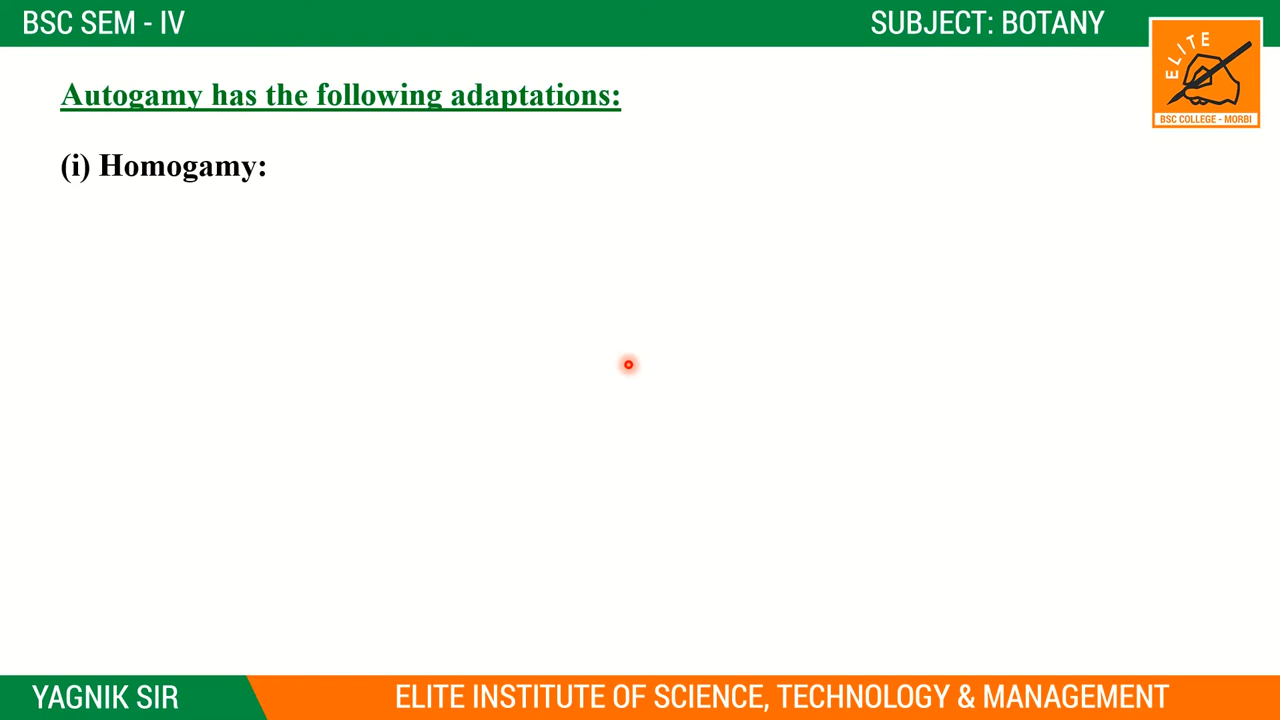 BSC SEM - IV
SUBJECT: BOTANY
ELITE
BSC COLLEGE - MORBI
Autogamy has the following adaptations:
(i) Homogamy:
YAGNIK SIR
ELITE INSTITUTE OF SCIENCE, TECHNOLOGY & MANAGEMENT